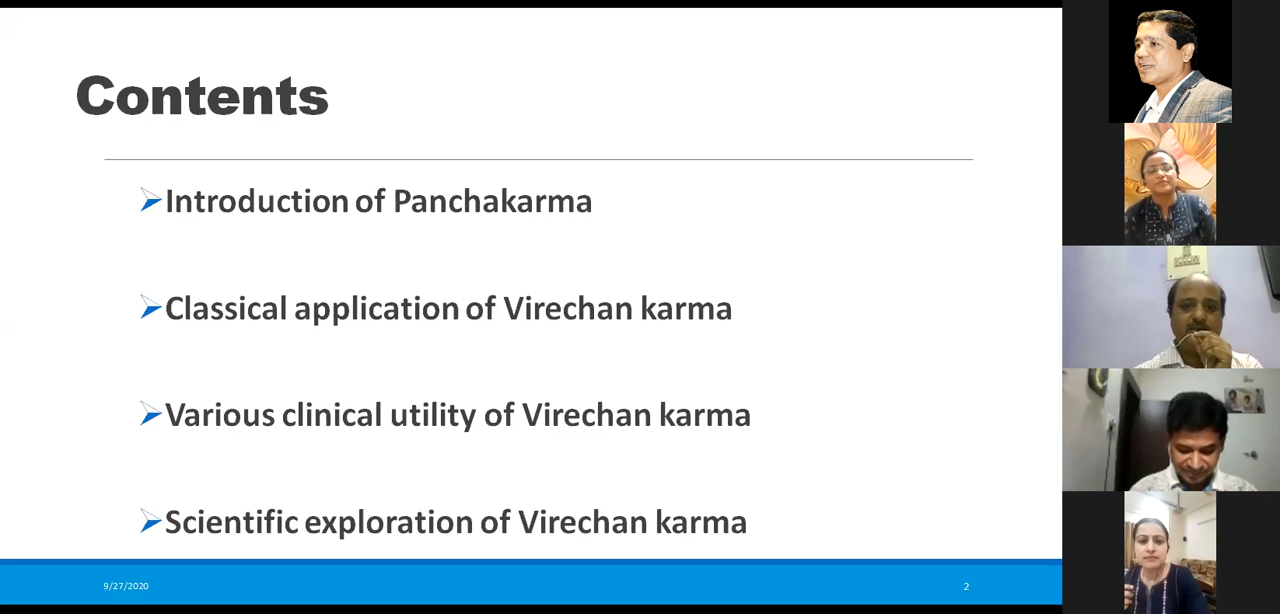 Contents
Introduction of Panchakarma
Classical application of Virechan karma
Various clinical utility of Virechan karma
Scientific exploration of Virechan karma
9/27/2020
2